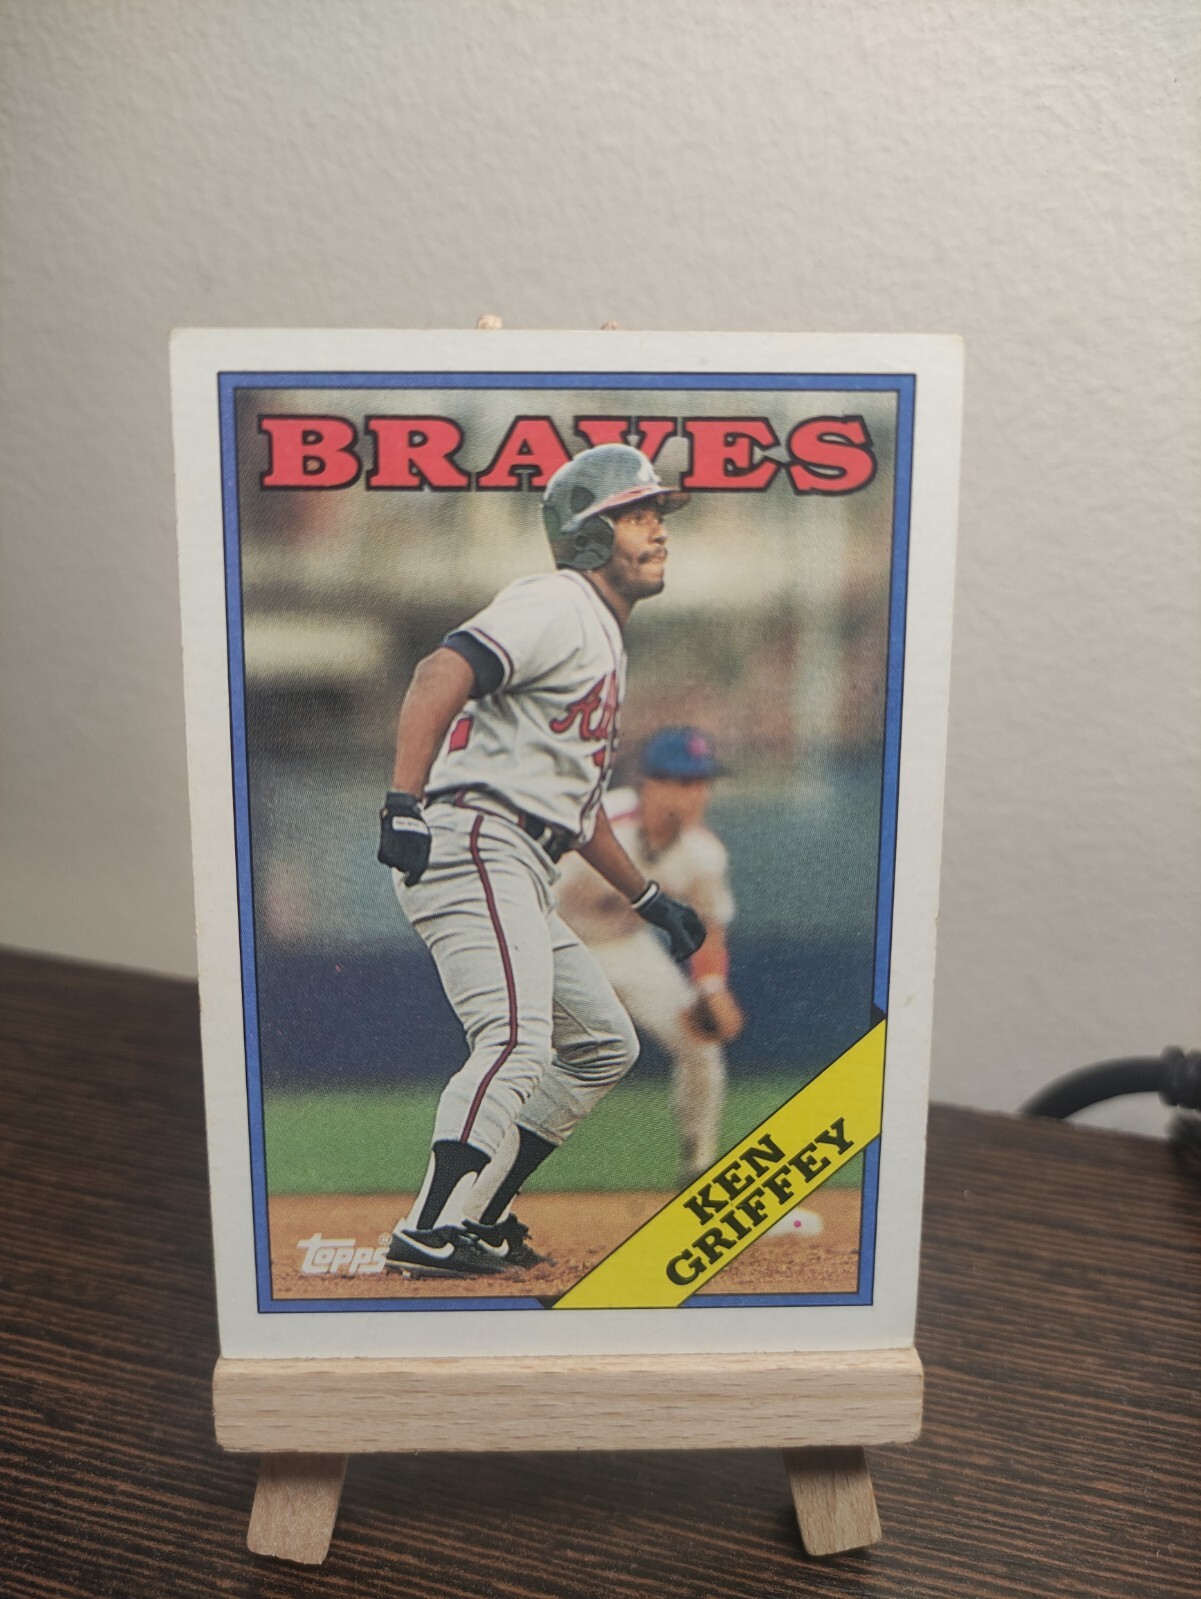 BRAVES
KEN
GRIFFEY
topps®